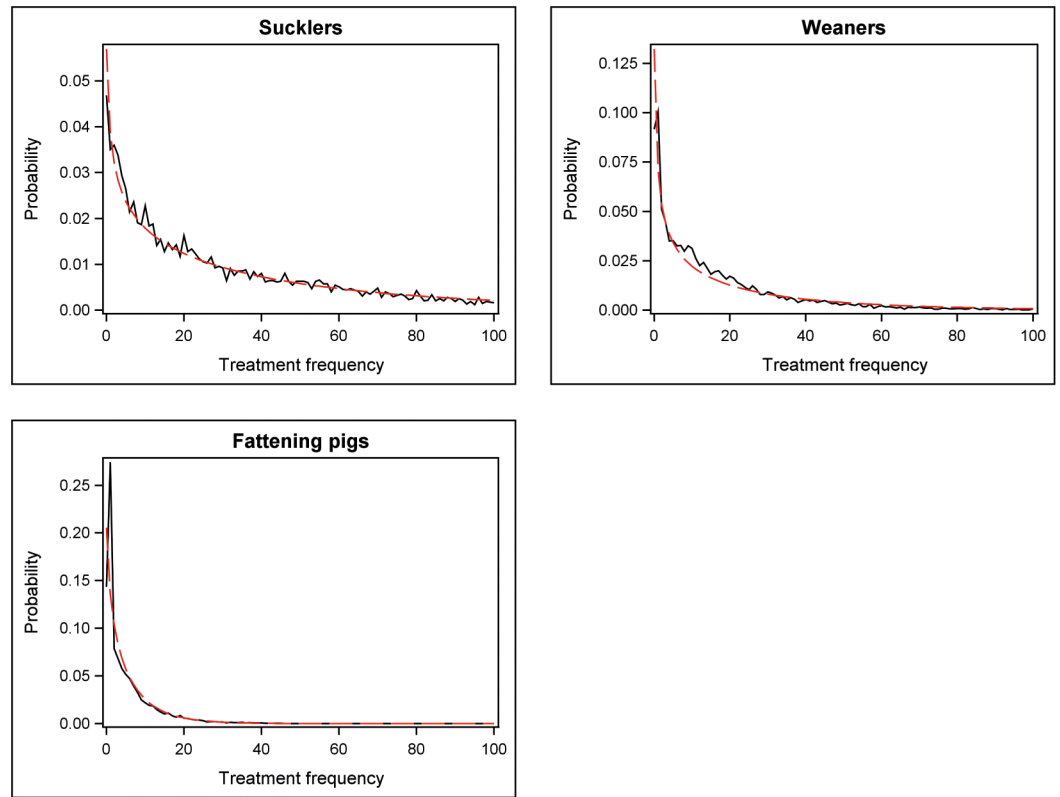 Sucklers
0.05
0.04
0.03
0.02
0.01
0.00
Probability
0 20 40 60 80 100
Treatment frequency
Weaners
0.125
0.100
0.075
0.050
0.025
0.000
Probability
0 20 40 60 80 100
Treatment frequency
Fattening pigs
0.25
0.20
0.15
0.10
0.05
0.00
Probability
0 20 40 60 80 100
Treatment frequency